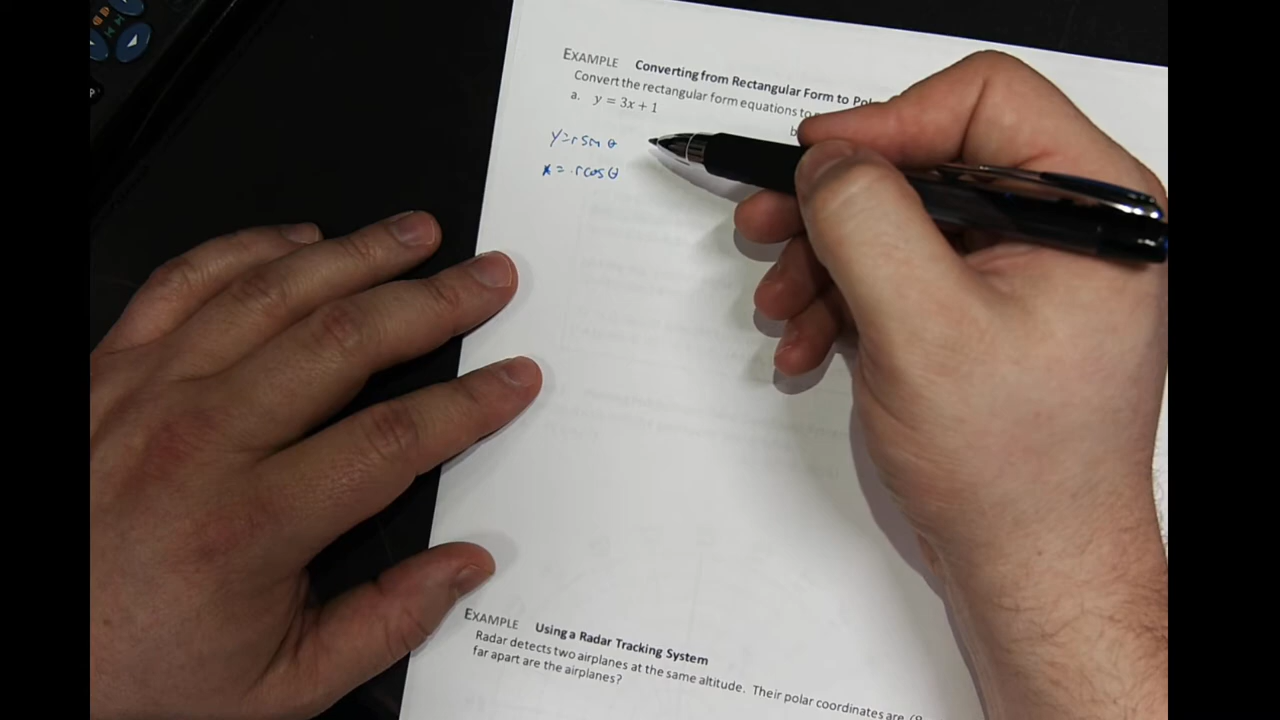 EXAMPLE Converting from Rectangular Form to
Convert the rectangular form equations to
a. y = 3x + 1
b
y=r sin θ
x = r cos θ
EXAMPLE Using a Radar Tracking System
Radar detects two airplanes at the same altitude. Their polar coordinates are (
far apart are the airplanes?
P